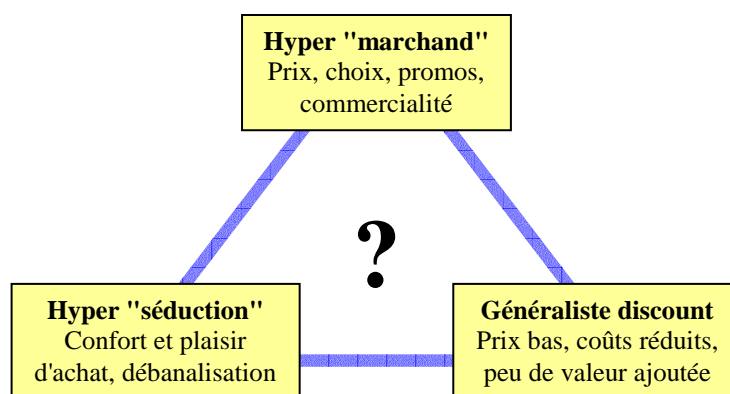 Hyper "marchand"
Prix, choix, promos,
commercialité
?
Hyper "séduction"
Confort et plaisir
d'achat, débanalisation
Généraliste discount
Prix bas, coûts réduits,
peu de valeur ajoutée